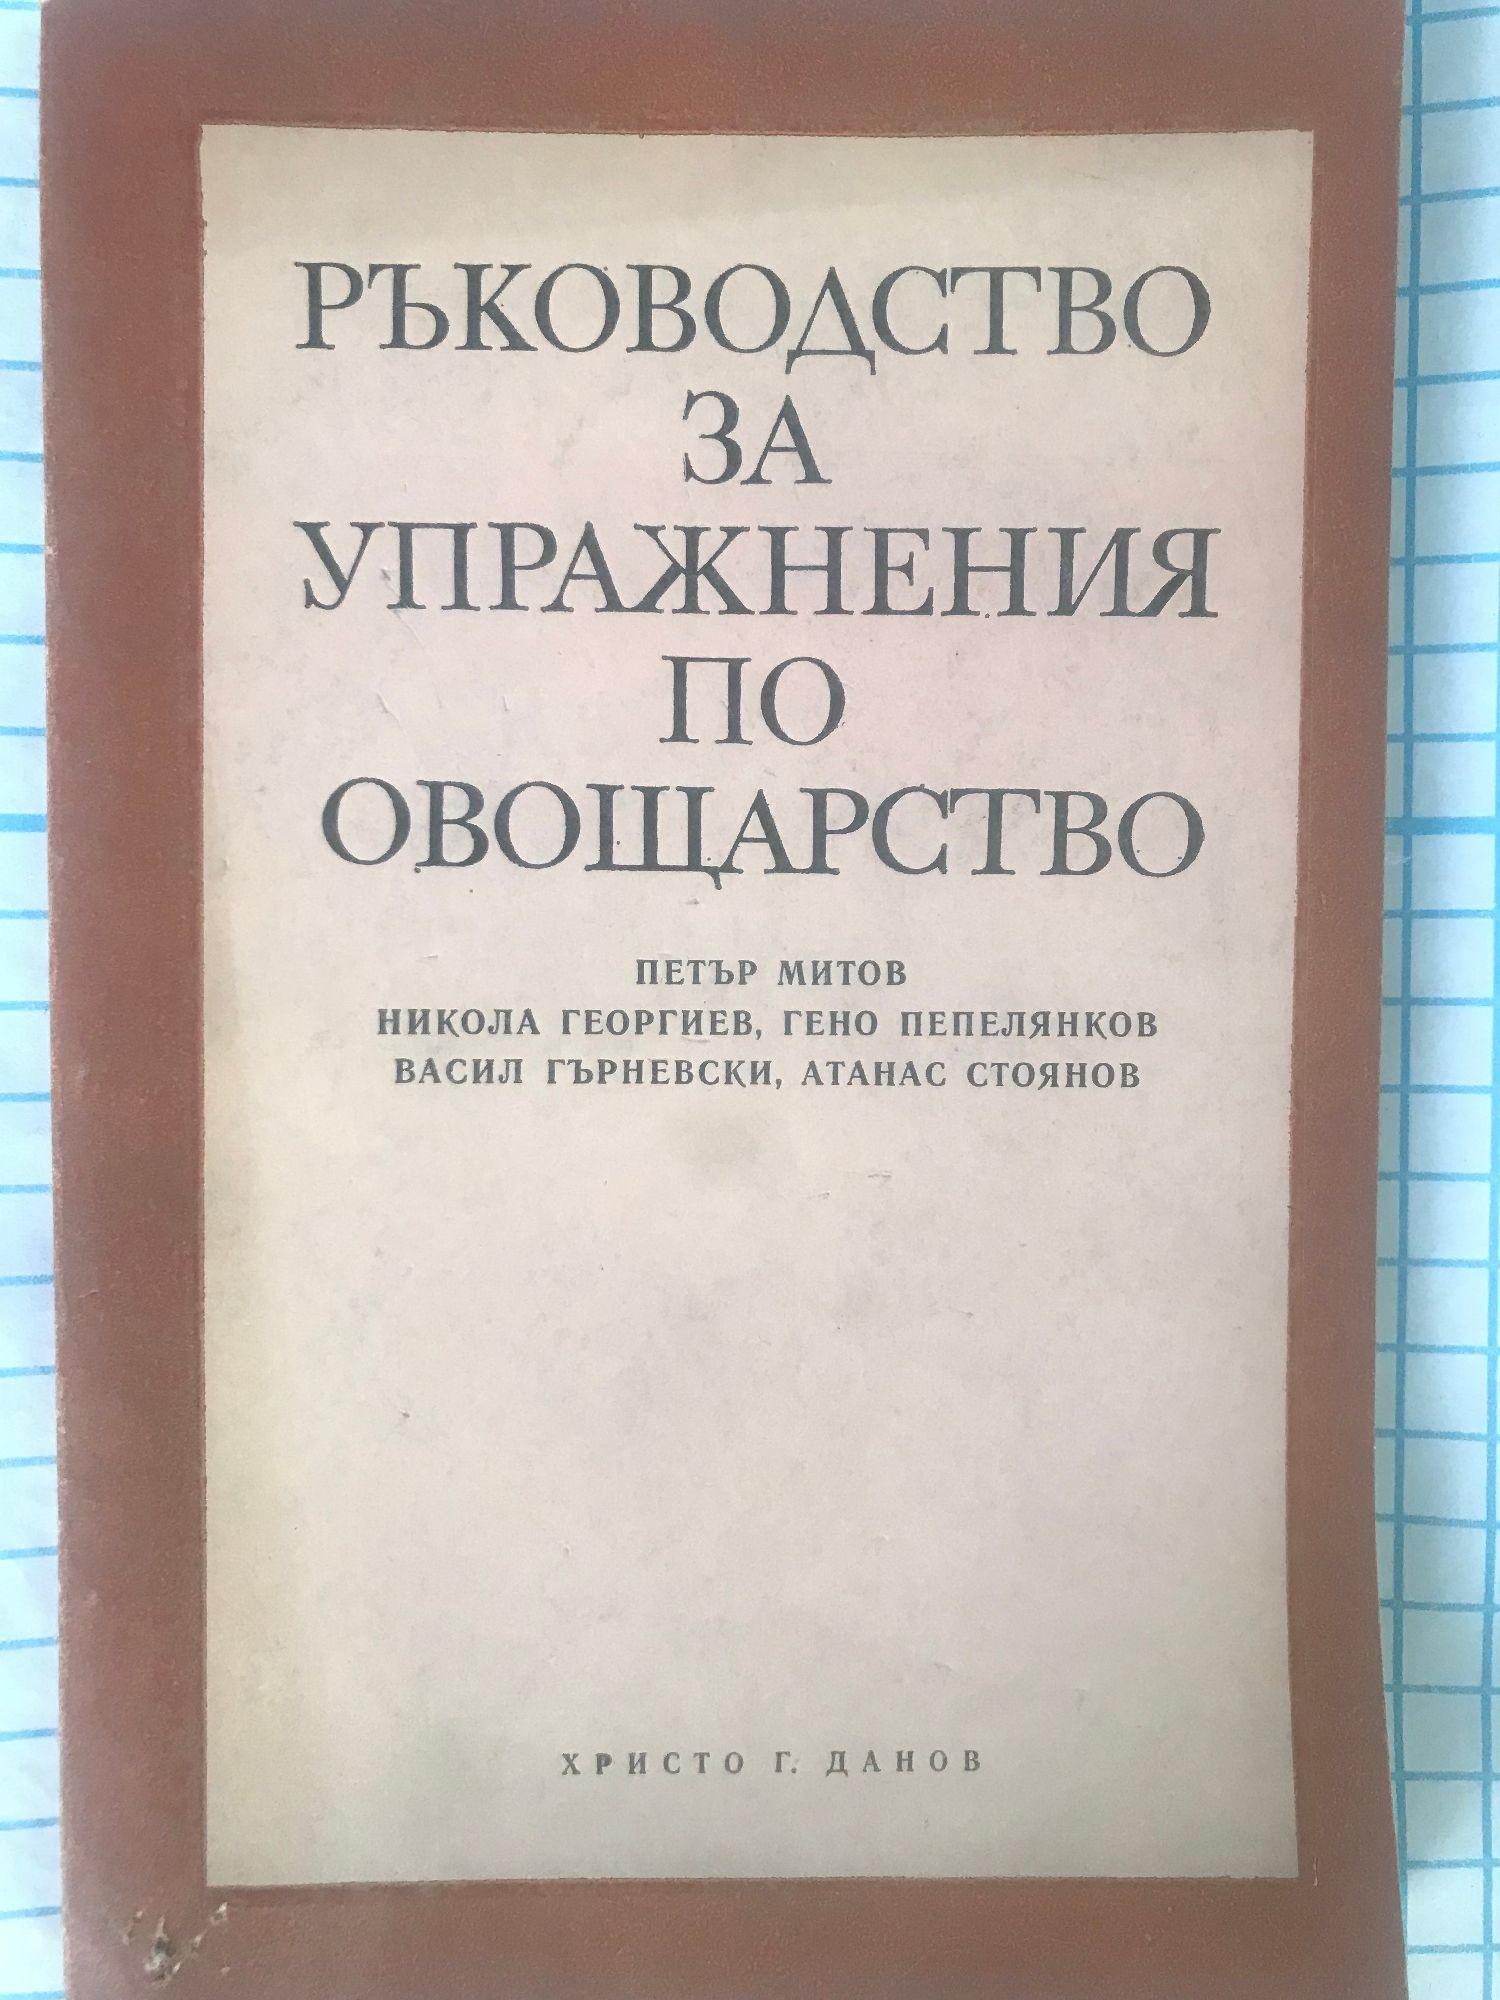 РЪКОВОДСТВО
ЗА
УПРАЖНЕНИЯ
ПО
ОВОЩАРСТВО
ПЕТЪР МИТОВ
НИКОЛА ГЕОРГИЕВ, ГЕНО ПЕПЕЛЯНКОВ
ВАСИЛ ГЪРНЕВСКИ, АТАНАС СТОЯНОВ
ХРИСТО Г. ДАНОВ